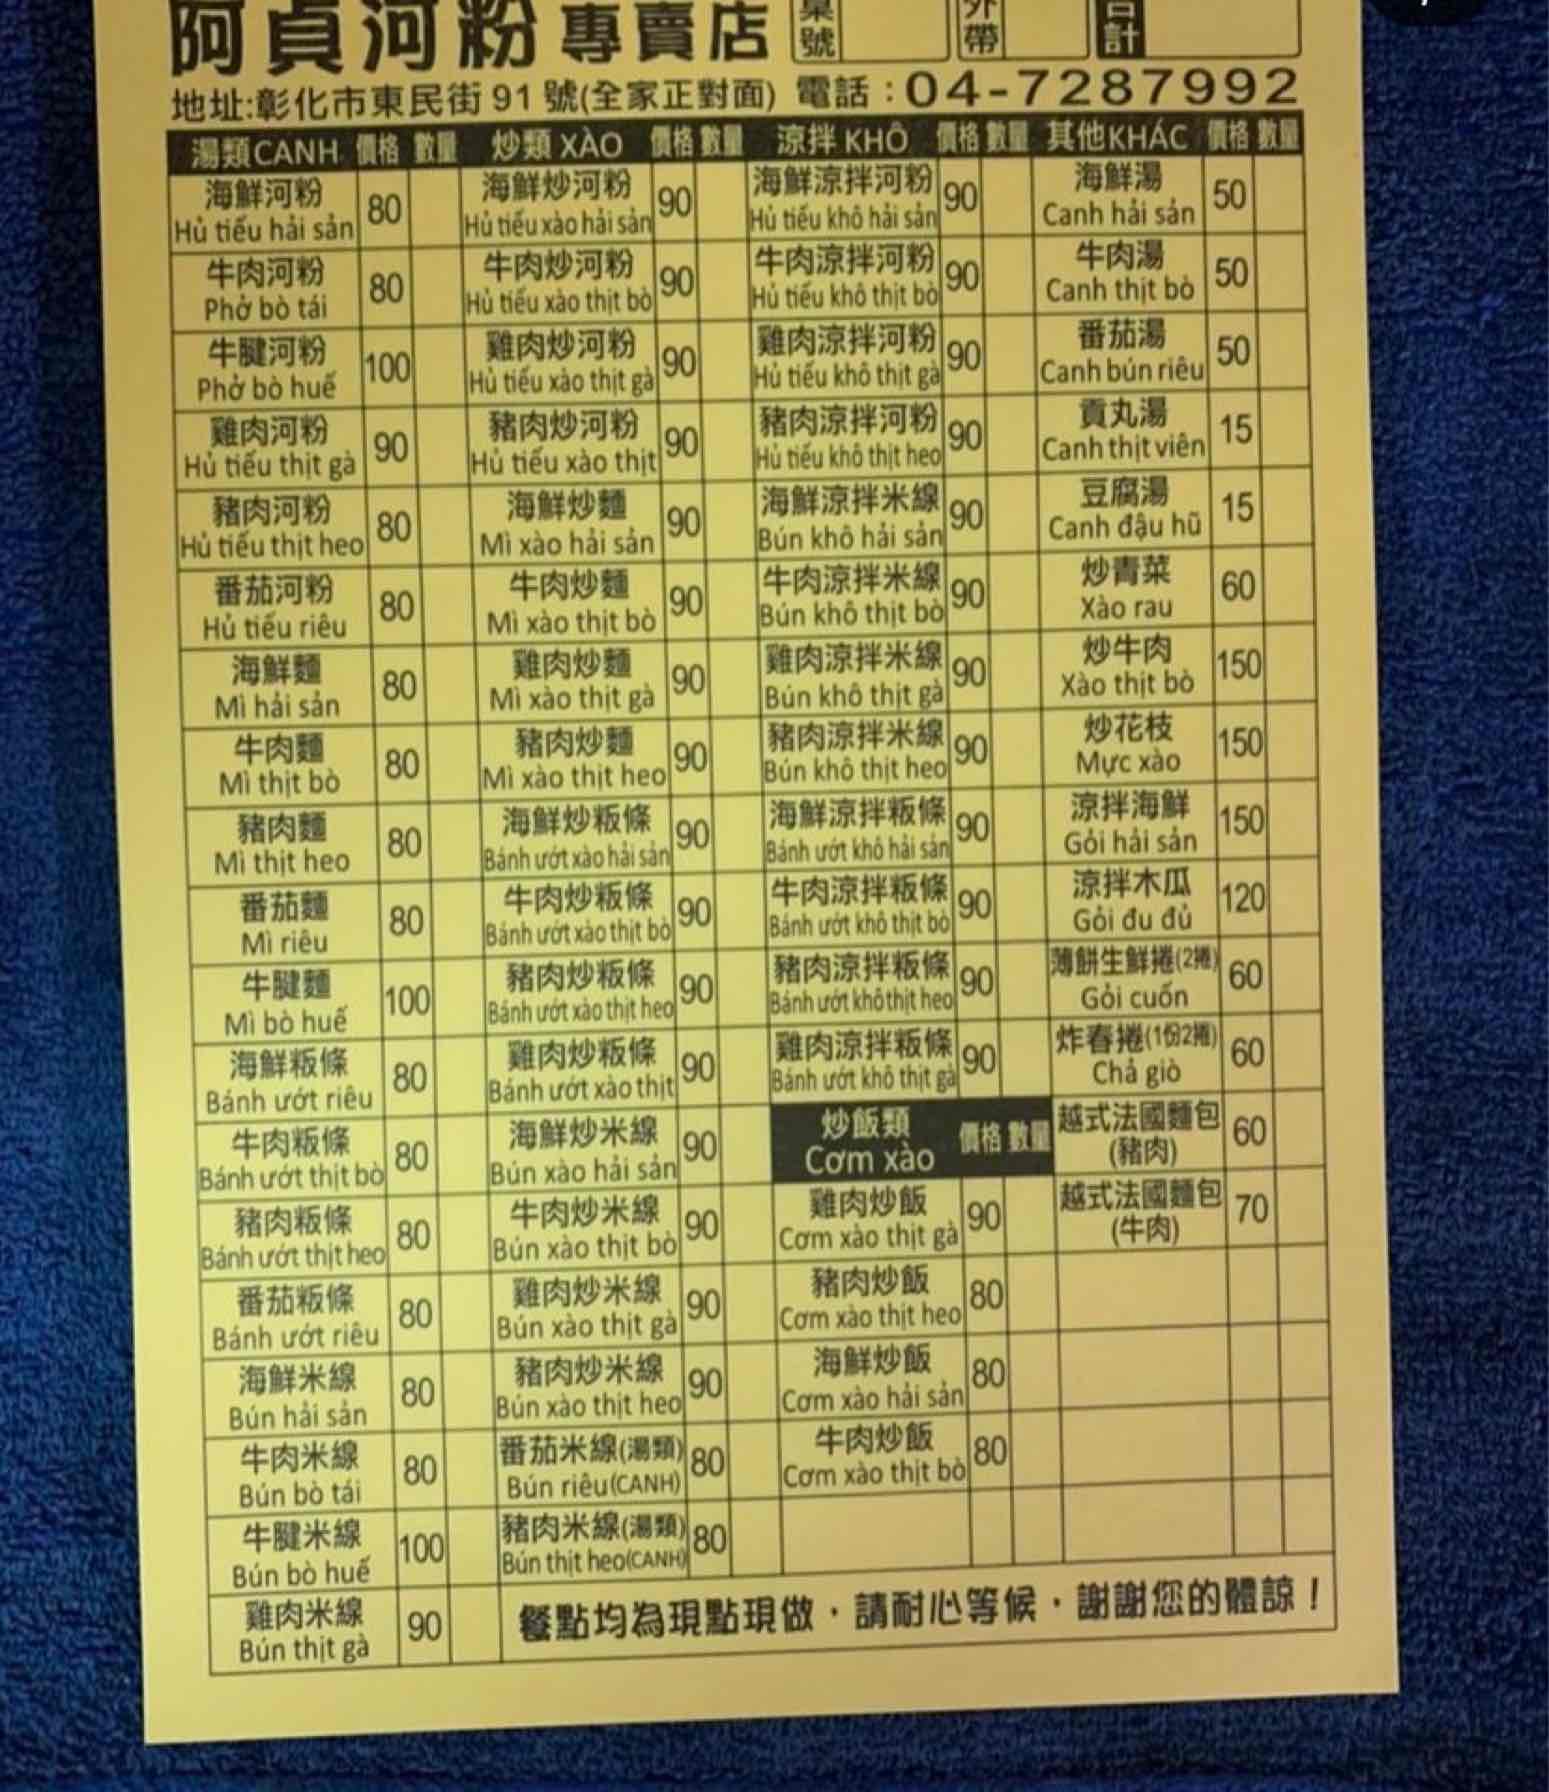 阿貞河粉 專賣店 桌號 外帶 合計
地址:彰化市東民街 91 號(全家正對面) 電話:04-7287992
湯類CANH 價格 數量
海鮮河粉 80
Hủ tiếu hải sản
牛肉河粉 80
Phở bò tái
牛腱河粉 100
Phở bò huế
雞肉河粉 90
Hủ tiếu thịt gà
豬肉河粉 80
Hủ tiếu thịt heo
番茄河粉 80
Hủ tiếu riêu
海鮮麵 80
Mì hải sản
牛肉麵 80
Mì thịt bò
豬肉麵 80
Mì thịt heo
番茄麵 80
Mì riêu
牛腱麵 100
Mì bò huế
海鮮粄條 80
Bánh ướt riêu
牛肉粄條 80
Bánh ướt thịt bò
豬肉粄條 80
Bánh ướt thịt heo
番茄粄條 80
Bánh ướt riêu
海鮮米線 80
Bún hải sản
牛肉米線 80
Bún bò tái
牛腱米線 100
Bún bò huế
雞肉米線 90
Bún thịt gà
炒類 XÀO 價格 數量
海鮮炒河粉 90
Hủ tiếu xào hải sản
牛肉炒河粉 90
Hủ tiếu xào thịt bò
雞肉炒河粉 90
Hủ tiếu xào thịt gà
豬肉炒河粉 90
Hủ tiếu xào thịt
海鮮炒麵 90
Mì xào hải sản
牛肉炒麵 90
Mì xào thịt bò
雞肉炒麵 90
Mì xào thịt gà
豬肉炒麵 90
Mì xào thịt heo
海鮮炒粄條 90
Bánh ướt xào hải sản
牛肉炒粄條 90
Bánh ướt xào thịt bò
豬肉炒粄條 90
Bánh ướt xào thịt heo
雞肉炒粄條 90
Bánh ướt xào thịt
海鮮炒米線 90
Bún xào hải sản
牛肉炒米線 90
Bún xào thịt bò
雞肉炒米線 90
Bún xào thịt gà
豬肉炒米線 90
Bún xào thịt heo
番茄米線(湯類) 80
Bún riêu(CANH)
豬肉米線(湯類) 80
Bún thịt heo(CANH)
涼拌 KHÔ 價格 數量
海鮮涼拌河粉 90
Hủ tiếu khô hải sản
牛肉涼拌河粉 90
Hủ tiếu khô thịt bò
雞肉涼拌河粉 90
Hủ tiếu khô thịt gà
豬肉涼拌河粉 90
Hủ tiếu khô thịt heo
海鮮涼拌米線 90
Bún khô hải sản
牛肉涼拌米線 90
Bún khô thịt bò
雞肉涼拌米線 90
Bún khô thịt gà
豬肉涼拌米線 90
Bún khô thịt heo
海鮮涼拌粄條 90
Bánh ướt khô hải sản
牛肉涼拌粄條 90
Bánh ướt khô thịt bò
豬肉涼拌粄條 90
Bánh ướt khô thịt heo
雞肉涼拌粄條 90
Bánh ướt khô thịt gà
炒飯類 價格 數量
Cơm xào
雞肉炒飯 90
Cơm xào thịt gà
豬肉炒飯 80
Cơm xào thịt heo
海鮮炒飯 80
Cơm xào hải sản
牛肉炒飯 80
Cơm xào thịt bò
其他KHÁC 價格 數量
海鮮湯 50
Canh hải sản
牛肉湯 50
Canh thịt bò
番茄湯 50
Canh bún riêu
貢丸湯 15
Canh thịt viên
豆腐湯 15
Canh đậu hũ
炒青菜 60
Xào rau
炒牛肉 150
Xào thịt bò
炒花枝 150
Mực xào
涼拌海鮮 150
Gỏi hải sản
涼拌木瓜 120
Gỏi đu đủ
薄餅生鮮捲(2捲) 60
Gỏi cuốn
炸春捲(1份2捲) 60
Chả giò
越式法國麵包 60
(豬肉)
越式法國麵包 70
(牛肉)
餐點均為現點現做,請耐心等候,謝謝您的體諒!